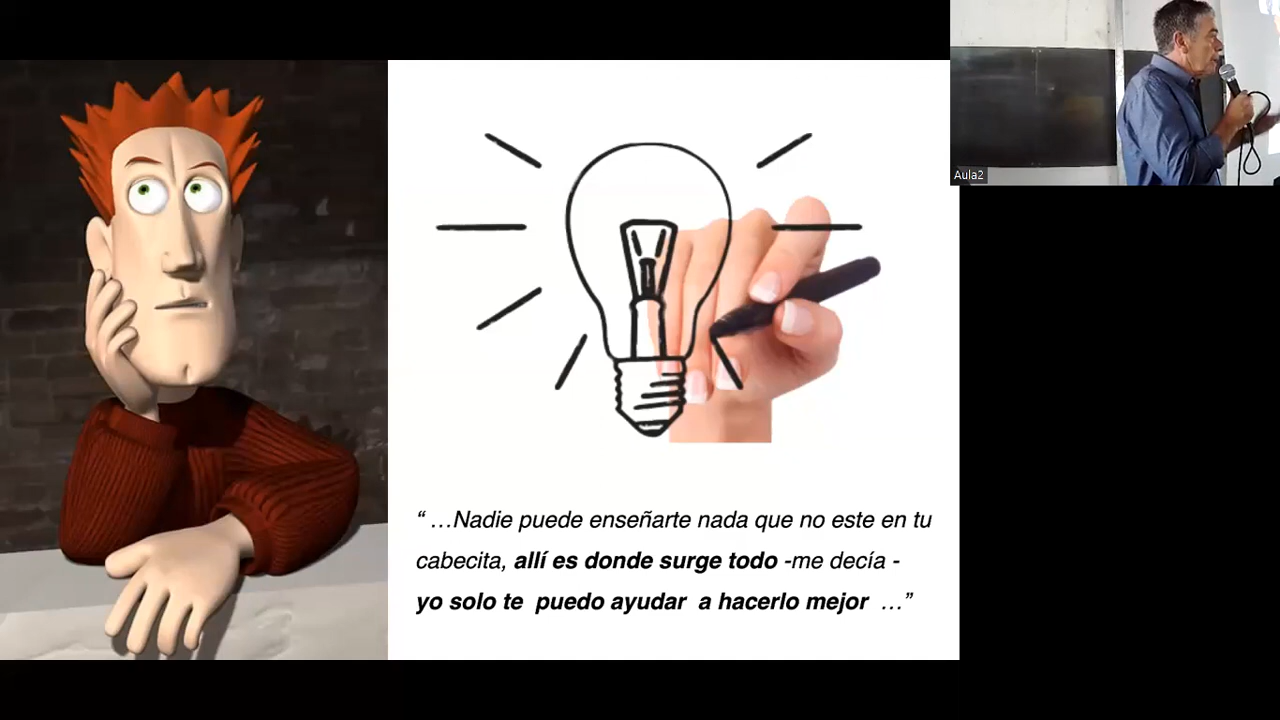 Aula2
“ …Nadie puede enseñarte nada que no este en tu
cabecita, allí es donde surge todo -me decía -
yo solo te puedo ayudar a hacerlo mejor …”